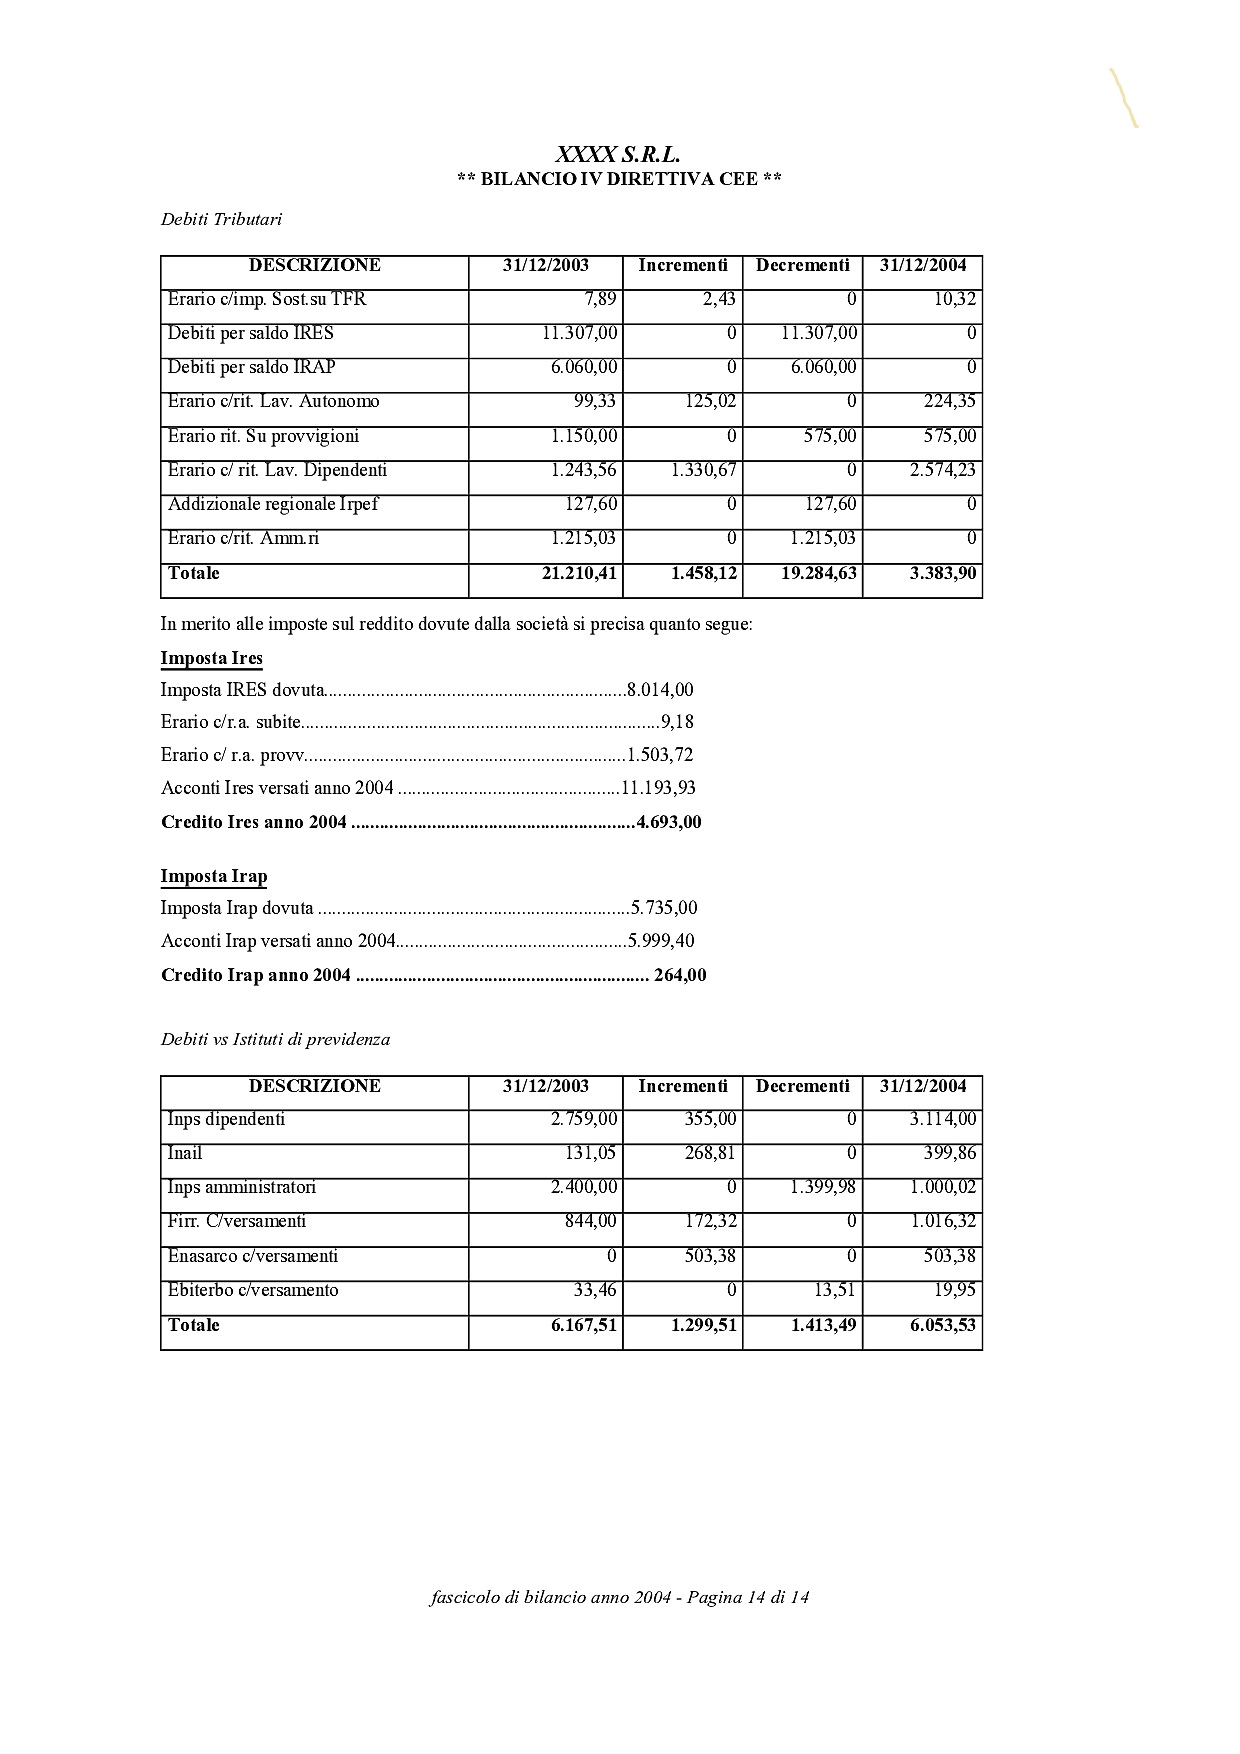 XXXX S.R.L.
** BILANCIO IV DIRETTIVA CEE **
Debiti Tributari
DESCRIZIONE 31/12/2003 Incrementi Decrementi 31/12/2004
Erario c/imp. Sost.su TFR 7,89 2,43 0 10,32
Debiti per saldo IRES 11.307,00 0 11.307,00 0
Debiti per saldo IRAP 6.060,00 0 6.060,00 0
Erario c/rit. Lav. Autonomo 99,33 125,02 0 224,35
Erario rit. Su provvigioni 1.150,00 0 575,00 575,00
Erario c/ rit. Lav. Dipendenti 1.243,56 1.330,67 0 2.574,23
Addizionale regionale Irpef 127,60 0 127,60 0
Erario c/rit. Amm.ri 1.215,03 0 1.215,03 0
Totale 21.210,41 1.458,12 19.284,63 3.383,90
In merito alle imposte sul reddito dovute dalla società si precisa quanto segue:
Imposta Ires
Imposta IRES dovuta................................................................8.014,00
Erario c/r.a. subite............................................................................9,18
Erario c/ r.a. provv....................................................................1.503,72
Acconti Ires versati anno 2004 ...............................................11.193,93
Credito Ires anno 2004 ............................................................4.693,00
Imposta Irap
Imposta Irap dovuta ..................................................................5.735,00
Acconti Irap versati anno 2004.................................................5.999,40
Credito Irap anno 2004 .............................................................. 264,00
Debiti vs Istituti di previdenza
DESCRIZIONE 31/12/2003 Incrementi Decrementi 31/12/2004
Inps dipendenti 2.759,00 355,00 0 3.114,00
Inail 131,05 268,81 0 399,86
Inps amministratori 2.400,00 0 1.399,98 1.000,02
Firr. C/versamenti 844,00 172,32 0 1.016,32
Enasarco c/versamenti 0 503,38 0 503,38
Ebiterbo c/versamento 33,46 0 13,51 19,95
Totale 6.167,51 1.299,51 1.413,49 6.053,53
fascicolo di bilancio anno 2004 - Pagina 14 di 14